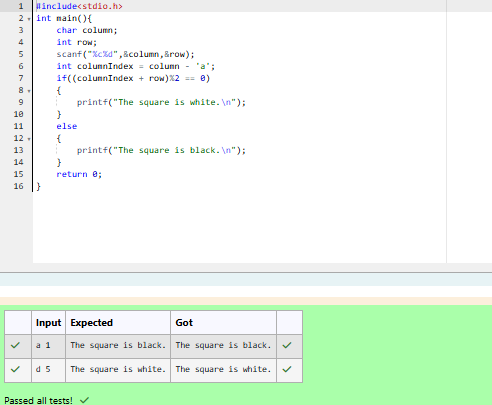 1 #include<stdio.h>
2 int main(){
3 char column;
4 int row;
5 scanf("%c%d",&column,&row);
6 int columnIndex = column - 'a';
7 if((columnIndex + row)%2 == 0)
8 {
9 printf("The square is white.\n");
10 }
11 else
12 {
13 printf("The square is black.\n");
14 }
15 return 0;
16 }
Input Expected Got
a 1 The square is black. The square is black.
d 5 The square is white. The square is white.
Passed all tests!